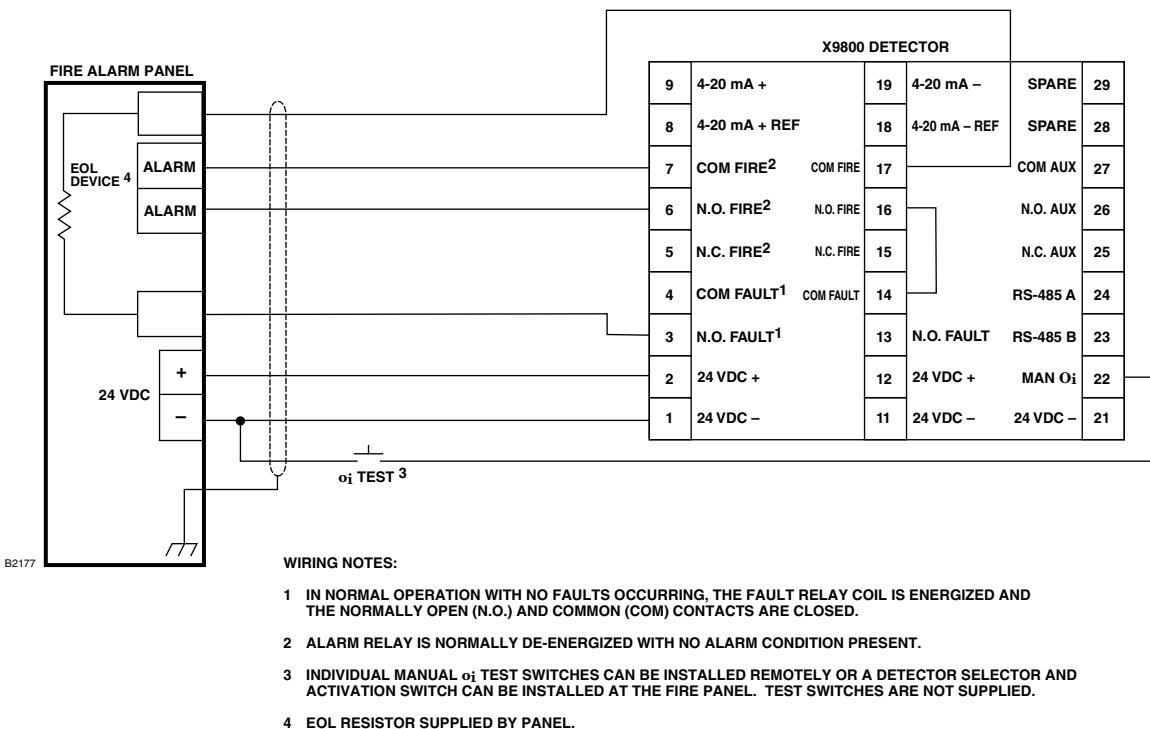 X9800 DETECTOR
FIRE ALARM PANEL
EOL
DEVICE 4
ALARM
ALARM
24 VDC
+
–
oi TEST 3
9 4-20 mA + 19 4-20 mA – SPARE 29
8 4-20 mA + REF 18 4-20 mA – REF SPARE 28
7 COM FIRE2 COM FIRE 17 COM AUX 27
6 N.O. FIRE2 N.O. FIRE 16 N.O. AUX 26
5 N.C. FIRE2 N.C. FIRE 15 N.C. AUX 25
4 COM FAULT1 COM FAULT 14 RS-485 A 24
3 N.O. FAULT1 13 N.O. FAULT RS-485 B 23
2 24 VDC + 12 24 VDC + MAN Oi 22
1 24 VDC – 11 24 VDC – 24 VDC – 21
B2177
WIRING NOTES:
1 IN NORMAL OPERATION WITH NO FAULTS OCCURRING, THE FAULT RELAY COIL IS ENERGIZED AND
THE NORMALLY OPEN (N.O.) AND COMMON (COM) CONTACTS ARE CLOSED.
2 ALARM RELAY IS NORMALLY DE-ENERGIZED WITH NO ALARM CONDITION PRESENT.
3 INDIVIDUAL MANUAL oi TEST SWITCHES CAN BE INSTALLED REMOTELY OR A DETECTOR SELECTOR AND
ACTIVATION SWITCH CAN BE INSTALLED AT THE FIRE PANEL. TEST SWITCHES ARE NOT SUPPLIED.
4 EOL RESISTOR SUPPLIED BY PANEL.